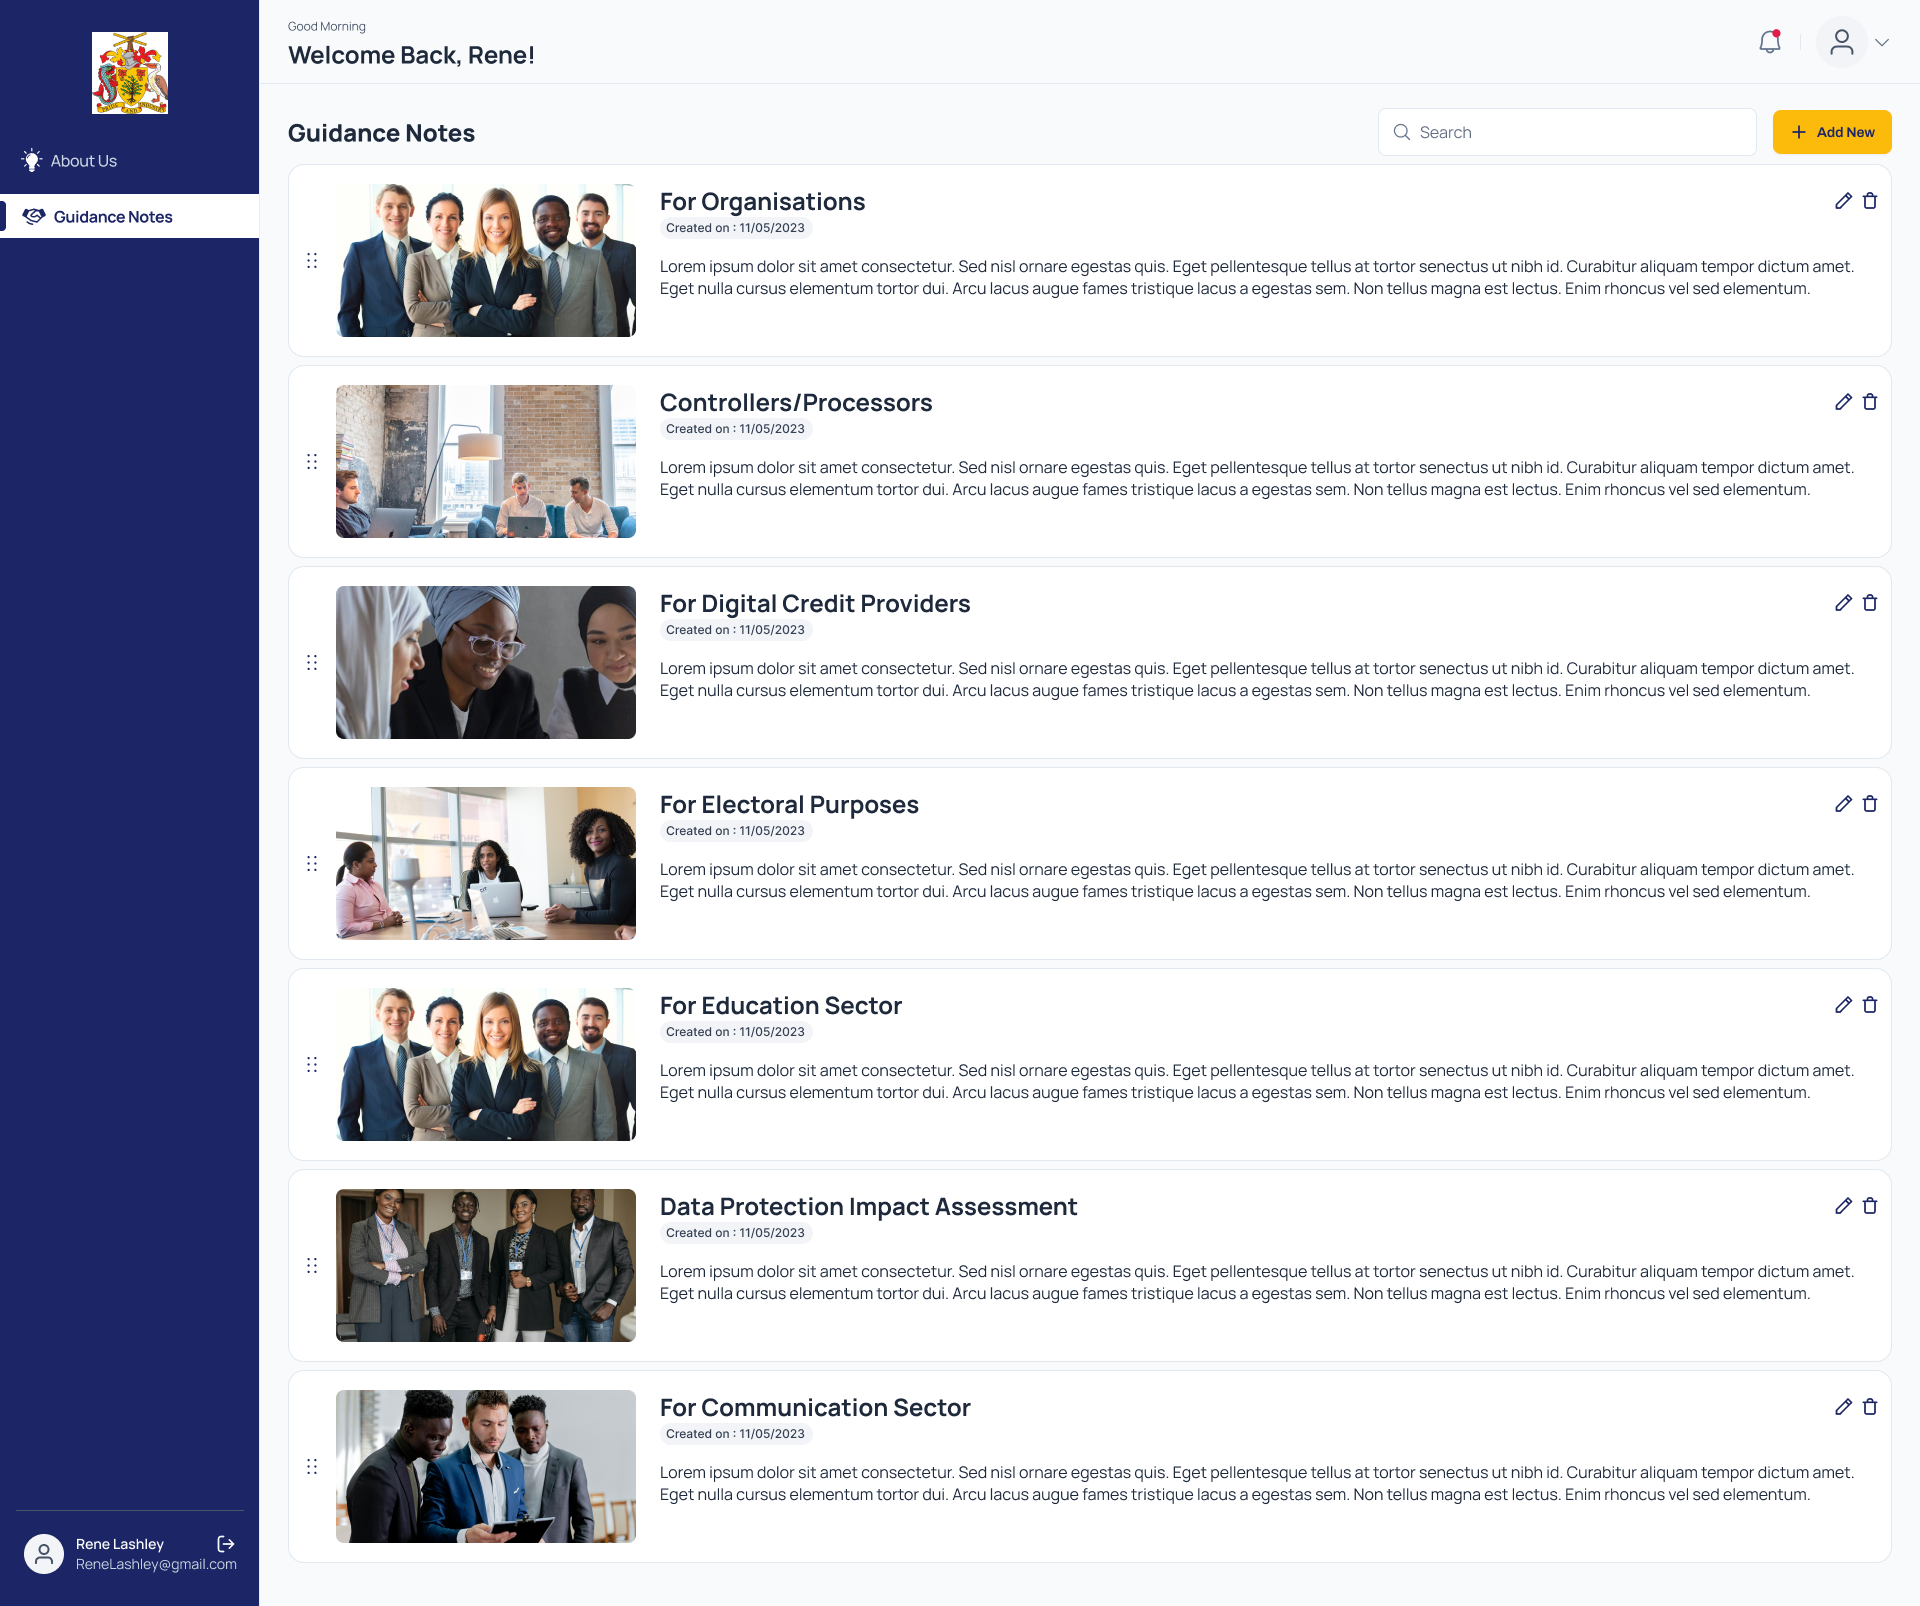 Good Morning
Welcome Back, Rene!
About Us
Guidance Notes
Guidance Notes
Search
Add New
For Organisations
Created on : 11/05/2023
Lorem ipsum dolor sit amet consectetur. Sed nisl ornare egestas quis. Eget pellentesque tellus at tortor senectus ut nibh id. Curabitur aliquam tempor dictum amet.
Eget nulla cursus elementum tortor dui. Arcu lacus augue fames tristique lacus a egestas sem. Non tellus magna est lectus. Enim rhoncus vel sed elementum.
Controllers/Processors
Created on : 11/05/2023
Lorem ipsum dolor sit amet consectetur. Sed nisl ornare egestas quis. Eget pellentesque tellus at tortor senectus ut nibh id. Curabitur aliquam tempor dictum amet.
Eget nulla cursus elementum tortor dui. Arcu lacus augue fames tristique lacus a egestas sem. Non tellus magna est lectus. Enim rhoncus vel sed elementum.
For Digital Credit Providers
Created on : 11/05/2023
Lorem ipsum dolor sit amet consectetur. Sed nisl ornare egestas quis. Eget pellentesque tellus at tortor senectus ut nibh id. Curabitur aliquam tempor dictum amet.
Eget nulla cursus elementum tortor dui. Arcu lacus augue fames tristique lacus a egestas sem. Non tellus magna est lectus. Enim rhoncus vel sed elementum.
For Electoral Purposes
Created on : 11/05/2023
Lorem ipsum dolor sit amet consectetur. Sed nisl ornare egestas quis. Eget pellentesque tellus at tortor senectus ut nibh id. Curabitur aliquam tempor dictum amet.
Eget nulla cursus elementum tortor dui. Arcu lacus augue fames tristique lacus a egestas sem. Non tellus magna est lectus. Enim rhoncus vel sed elementum.
For Education Sector
Created on : 11/05/2023
Lorem ipsum dolor sit amet consectetur. Sed nisl ornare egestas quis. Eget pellentesque tellus at tortor senectus ut nibh id. Curabitur aliquam tempor dictum amet.
Eget nulla cursus elementum tortor dui. Arcu lacus augue fames tristique lacus a egestas sem. Non tellus magna est lectus. Enim rhoncus vel sed elementum.
Data Protection Impact Assessment
Created on : 11/05/2023
Lorem ipsum dolor sit amet consectetur. Sed nisl ornare egestas quis. Eget pellentesque tellus at tortor senectus ut nibh id. Curabitur aliquam tempor dictum amet.
Eget nulla cursus elementum tortor dui. Arcu lacus augue fames tristique lacus a egestas sem. Non tellus magna est lectus. Enim rhoncus vel sed elementum.
For Communication Sector
Created on : 11/05/2023
Lorem ipsum dolor sit amet consectetur. Sed nisl ornare egestas quis. Eget pellentesque tellus at tortor senectus ut nibh id. Curabitur aliquam tempor dictum amet.
Eget nulla cursus elementum tortor dui. Arcu lacus augue fames tristique lacus a egestas sem. Non tellus magna est lectus. Enim rhoncus vel sed elementum.
Rene Lashley
ReneLashley@gmail.com